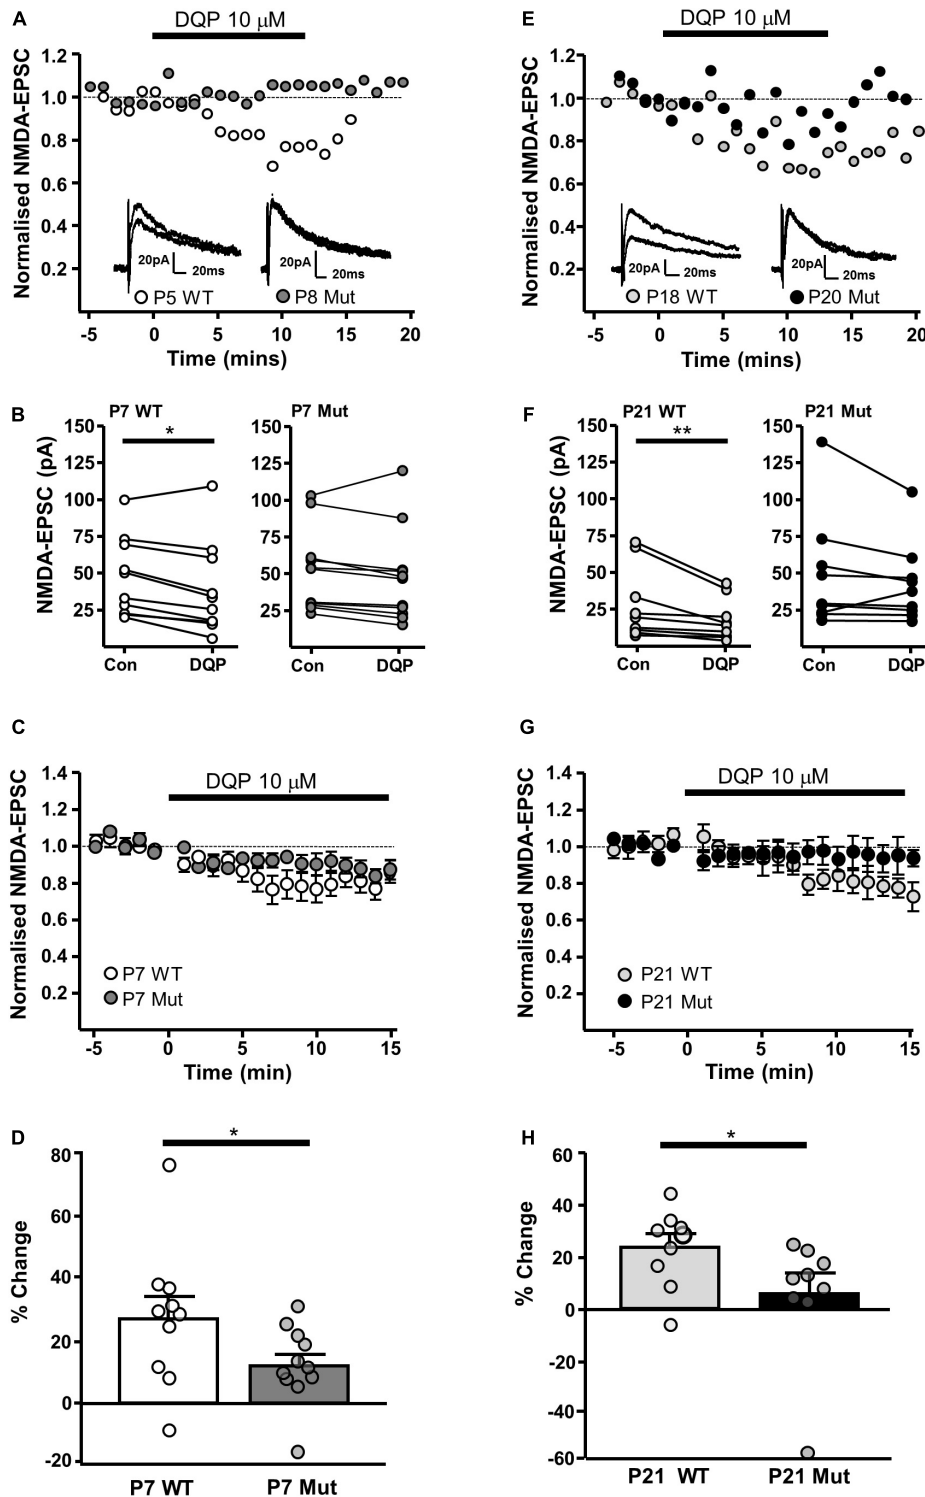 A
DQP 10 μM
Normalised NMDA-EPSC
1.2
1.0
0.8
0.6
0.4
0.2
20pA
20ms
20pA
20ms
P5 WT
P8 Mut
-5 0 5 10 15 20
Time (mins)
E
DQP 10 μM
Normalised NMDA-EPSC
1.2
1.0
0.8
0.6
0.4
0.2
20pA
20ms
20pA
20ms
P18 WT
P20 Mut
-5 0 5 10 15 20
Time (mins)
B
P7 WT
P7 Mut
NMDA-EPSC (pA)
150
125
100
75
50
25
*
Con DQP
150
125
100
75
50
25
Con DQP
F
P21 WT
P21 Mut
NMDA-EPSC (pA)
150
125
100
75
50
25
**
Con DQP
150
125
100
75
50
25
Con DQP
C
DQP 10 μM
Normalised NMDA-EPSC
1.4
1.2
1.0
0.8
0.6
0.4
0.2
P7 WT
P7 Mut
-5 0 5 10 15
Time (min)
G
DQP 10 μM
Normalised NMDA-EPSC
1.4
1.2
1.0
0.8
0.6
0.4
0.2
P21 WT
P21 Mut
-5 0 5 10 15
Time (min)
D
*
% Change
80
60
40
20
0
-20
P7 WT P7 Mut
H
*
% Change
60
40
20
0
-20
-40
-60
P21 WT P21 Mut